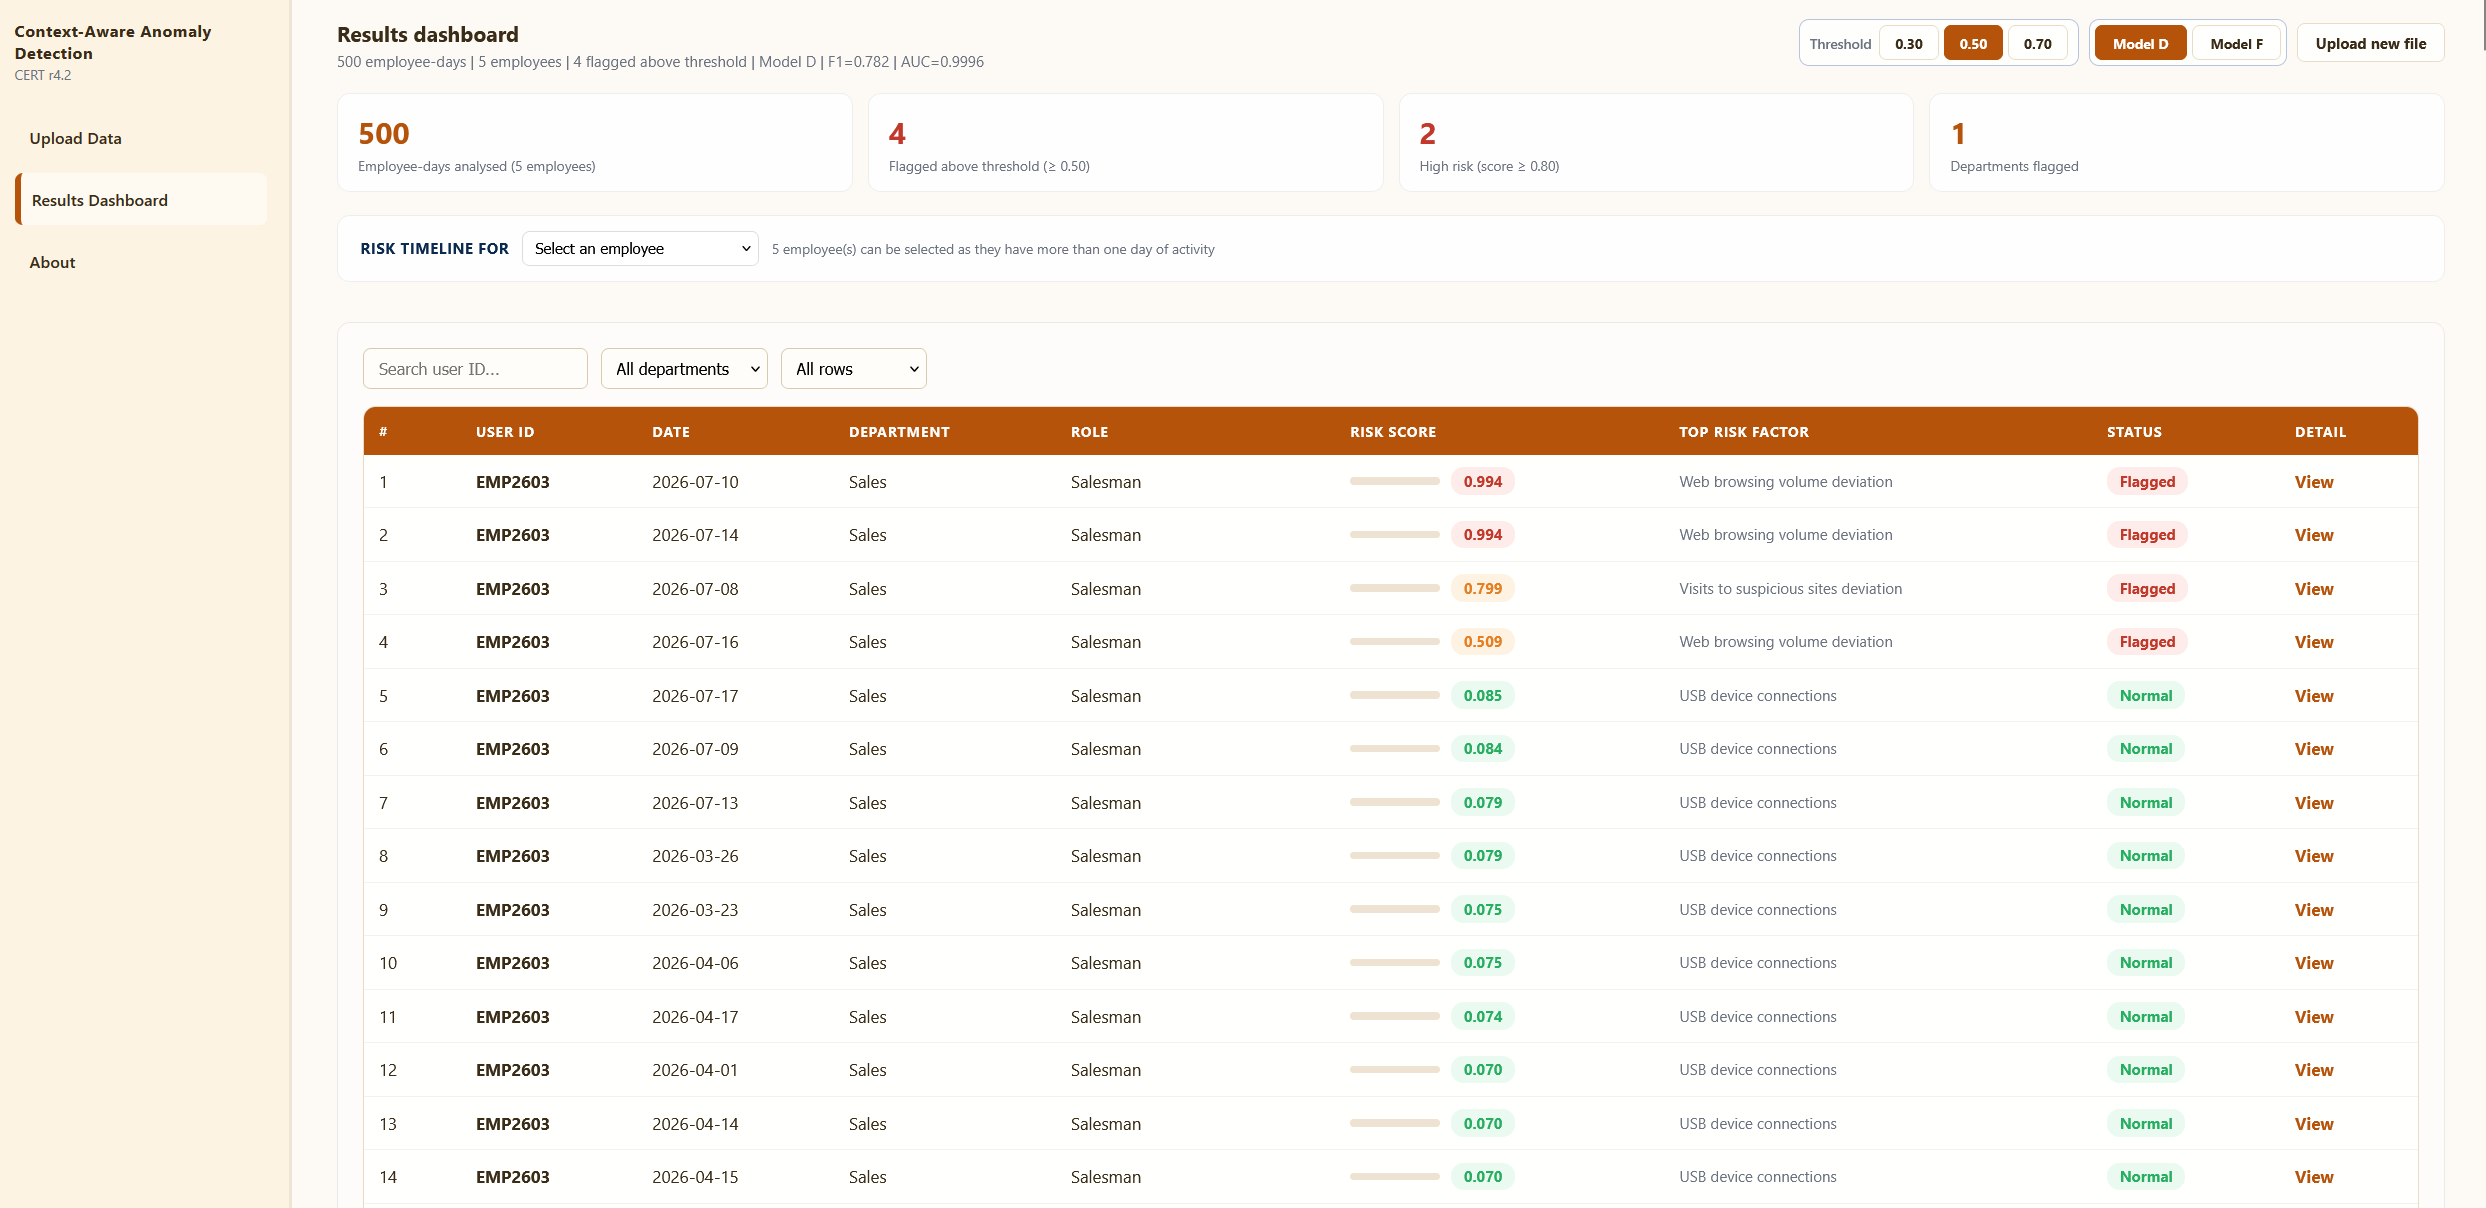 Context-Aware Anomaly
Detection
CERT r4.2
Upload Data
Results Dashboard
About
Results dashboard
500 employee-days | 5 employees | 4 flagged above threshold | Model D | F1=0.782 | AUC=0.9996
Threshold 0.30 0.50 0.70 Model D Model F Upload new file
500
Employee-days analysed (5 employees)
4
Flagged above threshold (≥ 0.50)
2
High risk (score ≥ 0.80)
1
Departments flagged
RISK TIMELINE FOR Select an employee 5 employee(s) can be selected as they have more than one day of activity
Search user ID... All departments All rows
# USER ID DATE DEPARTMENT ROLE RISK SCORE TOP RISK FACTOR STATUS DETAIL
1 EMP2603 2026-07-10 Sales Salesman 0.994 Web browsing volume deviation Flagged View
2 EMP2603 2026-07-14 Sales Salesman 0.994 Web browsing volume deviation Flagged View
3 EMP2603 2026-07-08 Sales Salesman 0.799 Visits to suspicious sites deviation Flagged View
4 EMP2603 2026-07-16 Sales Salesman 0.509 Web browsing volume deviation Flagged View
5 EMP2603 2026-07-17 Sales Salesman 0.085 USB device connections Normal View
6 EMP2603 2026-07-09 Sales Salesman 0.084 USB device connections Normal View
7 EMP2603 2026-07-13 Sales Salesman 0.079 USB device connections Normal View
8 EMP2603 2026-03-26 Sales Salesman 0.079 USB device connections Normal View
9 EMP2603 2026-03-23 Sales Salesman 0.075 USB device connections Normal View
10 EMP2603 2026-04-06 Sales Salesman 0.075 USB device connections Normal View
11 EMP2603 2026-04-17 Sales Salesman 0.074 USB device connections Normal View
12 EMP2603 2026-04-01 Sales Salesman 0.070 USB device connections Normal View
13 EMP2603 2026-04-14 Sales Salesman 0.070 USB device connections Normal View
14 EMP2603 2026-04-15 Sales Salesman 0.070 USB device connections Normal View